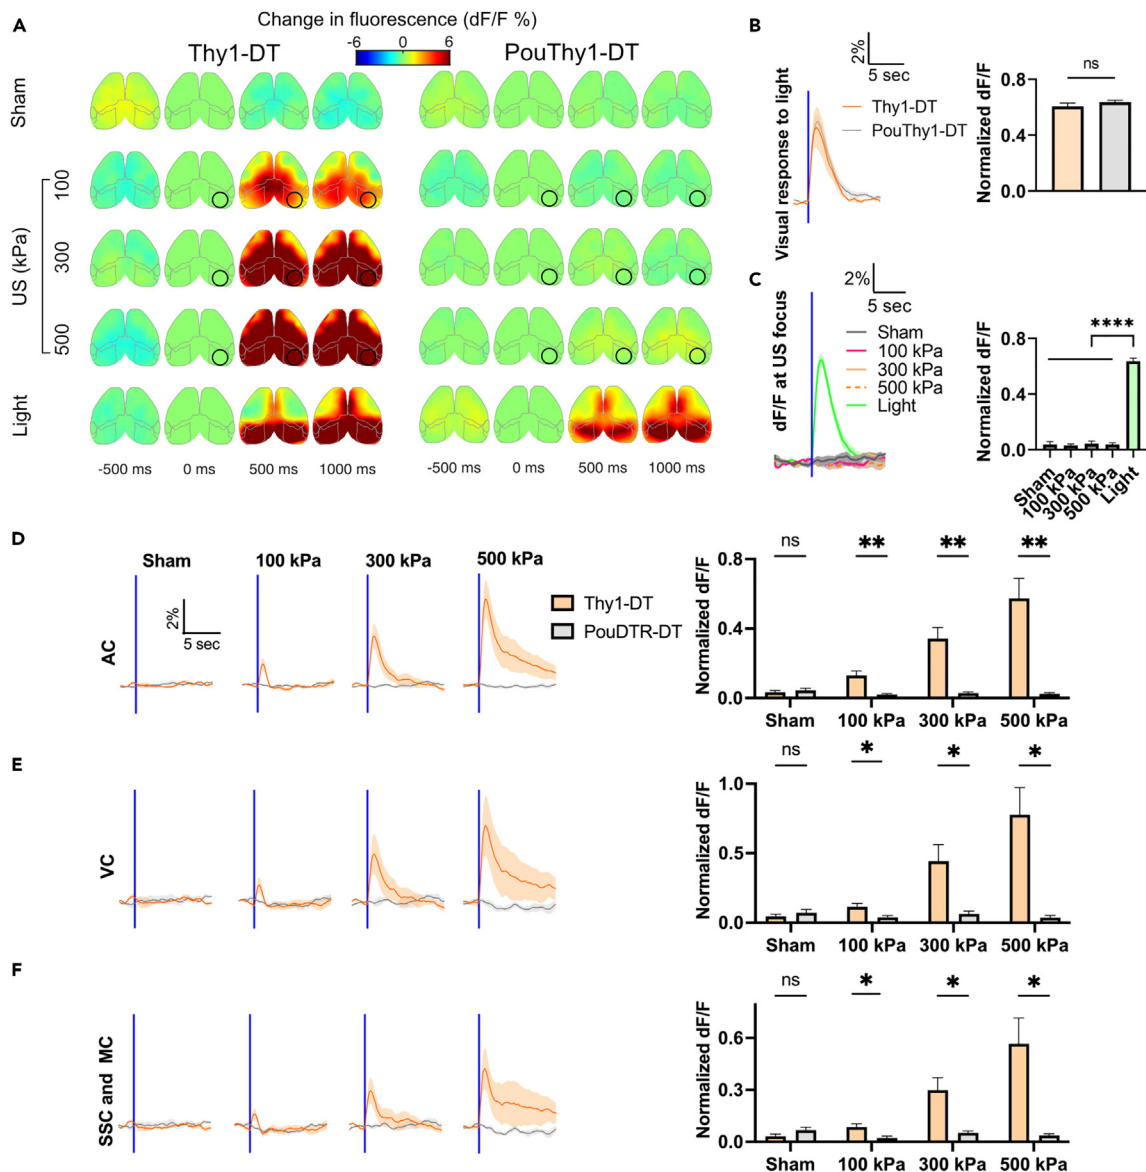 A
Change in fluorescence (dF/F %)
-6 0 6
Thy1-DT
PouThy1-DT
Sham
US (kPa)
100
300
500
Light
-500 ms 0 ms 500 ms 1000 ms -500 ms 0 ms 500 ms 1000 ms
B
Visual response to light
2%
5 sec
Thy1-DT
PouThy1-DT
Normalized dF/F
0.8
0.4
0.0
ns
C
dF/F at US focus
2%
5 sec
Sham
100 kPa
300 kPa
500 kPa
Light
Normalized dF/F
0.8
0.4
0.0
****
Sham
100 kPa
300 kPa
500 kPa
Light
D
Sham 100 kPa 300 kPa 500 kPa
AC
2%
5 sec
Thy1-DT
PouDTR-DT
Normalized dF/F
0.8
0.4
0.0
ns ** ** **
Sham 100 kPa 300 kPa 500 kPa
E
VC
Normalized dF/F
1.0
0.5
0.0
ns * * *
Sham 100 kPa 300 kPa 500 kPa
F
SSC and MC
Normalized dF/F
0.6
0.3
0.0
ns * * *
Sham 100 kPa 300 kPa 500 kPa